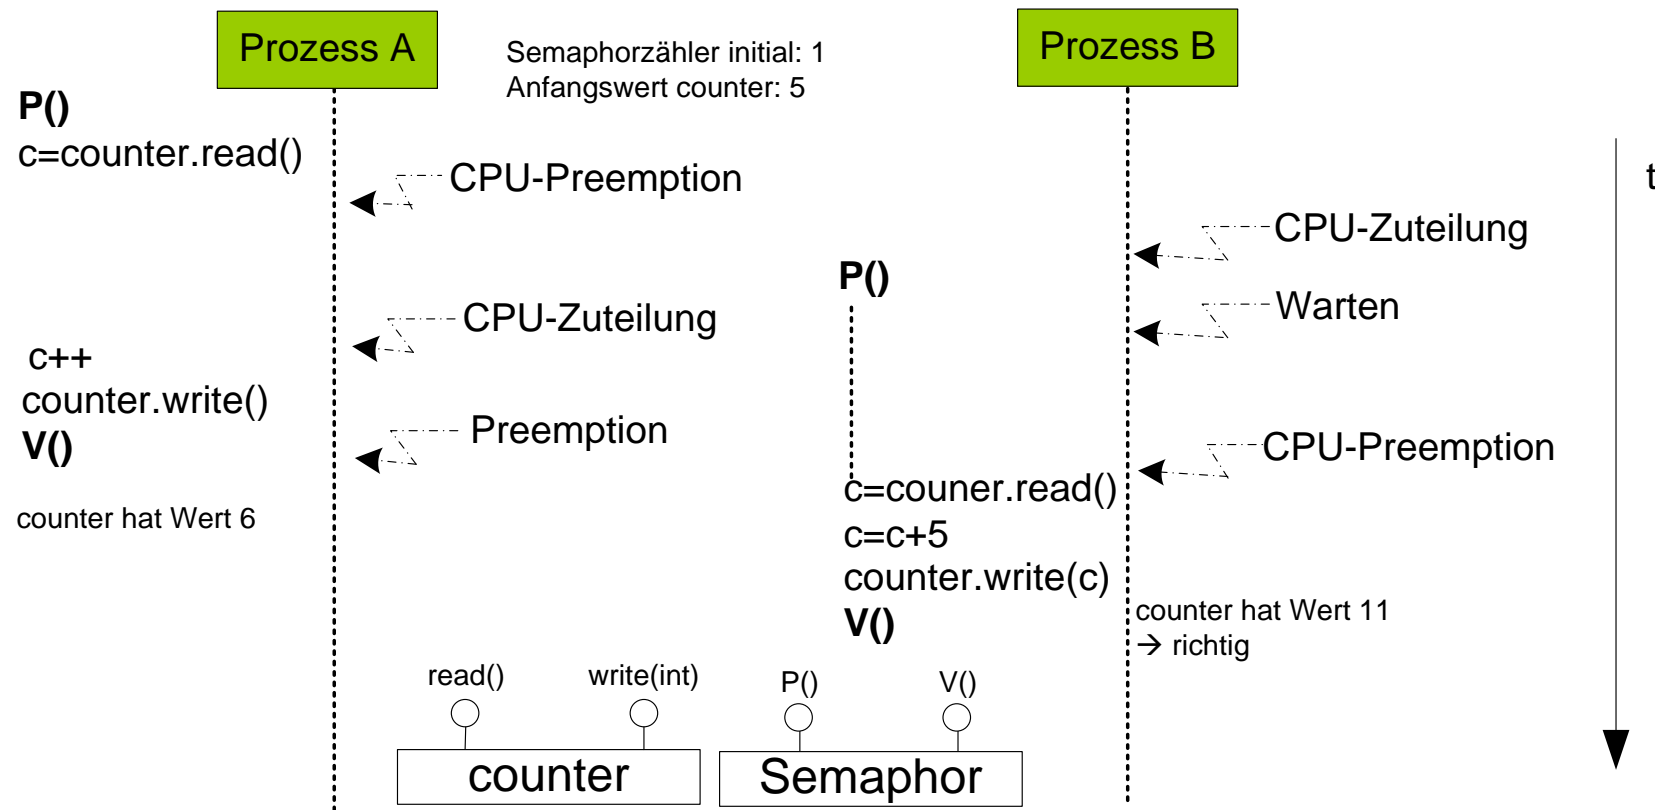 Prozess A
Semaphorzähler initial: 1
Anfangswert counter: 5
Prozess B
P()
c=counter.read()
CPU-Preemption
t
CPU-Zuteilung
P()
Warten
CPU-Zuteilung
c++
counter.write()
V()
Preemption
CPU-Preemption
counter hat Wert 6
c=couner.read()
c=c+5
counter.write(c)
V()
counter hat Wert 11
→ richtig
read()
write(int)
P()
V()
counter
Semaphor